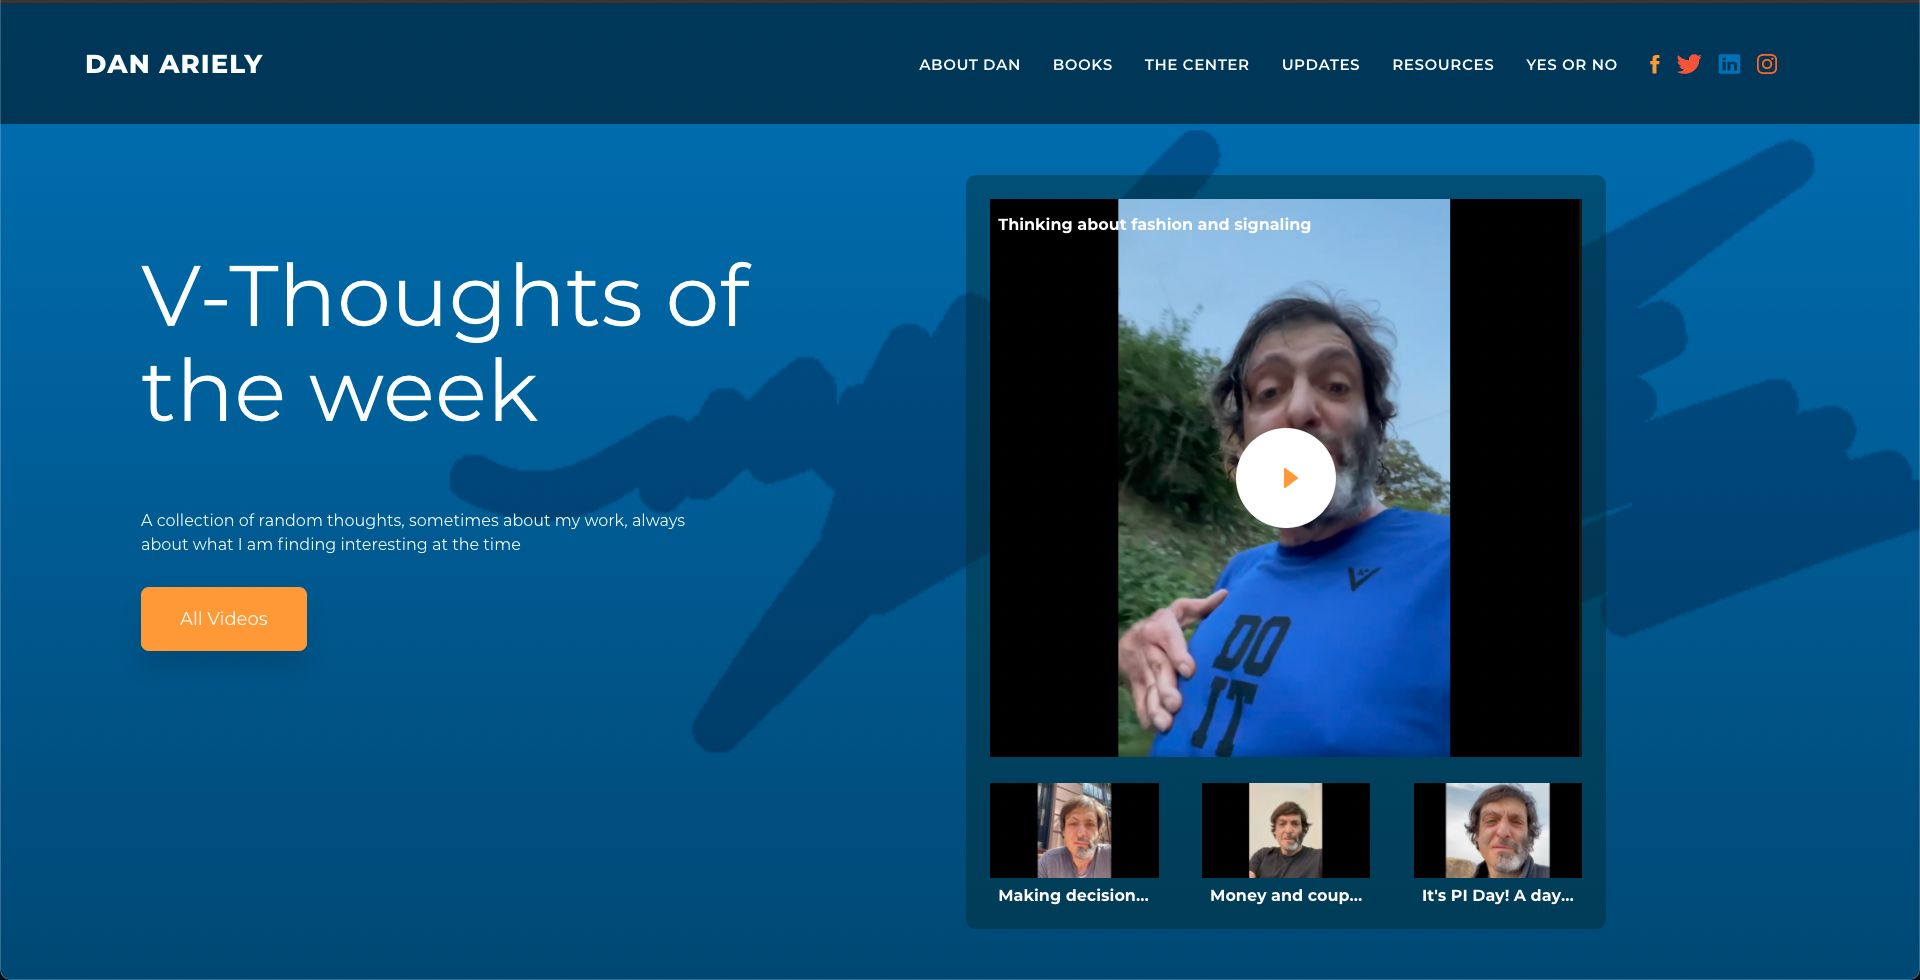 DAN ARIELY
ABOUT DAN
BOOKS
THE CENTER
UPDATES
RESOURCES
YES OR NO
V-Thoughts of
the week
A collection of random thoughts, sometimes about my work, always
about what I am finding interesting at the time
All Videos
Thinking about fashion and signaling
DO
IT
Making decision...
Money and coup...
It's PI Day! A day...